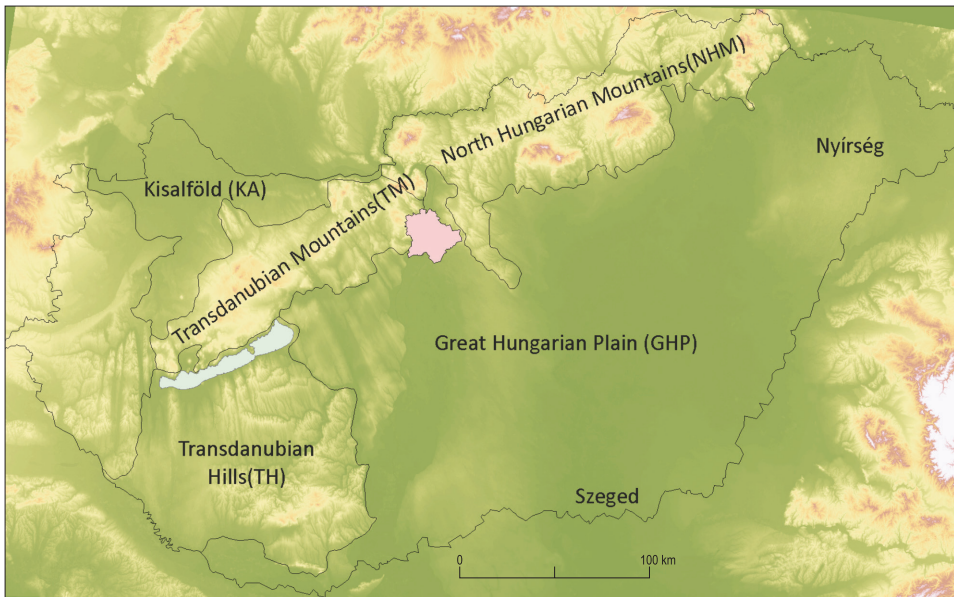 North Hungarian Mountains(NHM)
Nyírség
Kisalföld (KA)
Transdanubian Mountains(TM)
Great Hungarian Plain (GHP)
Transdanubian
Hills(TH)
Szeged
0
100 km